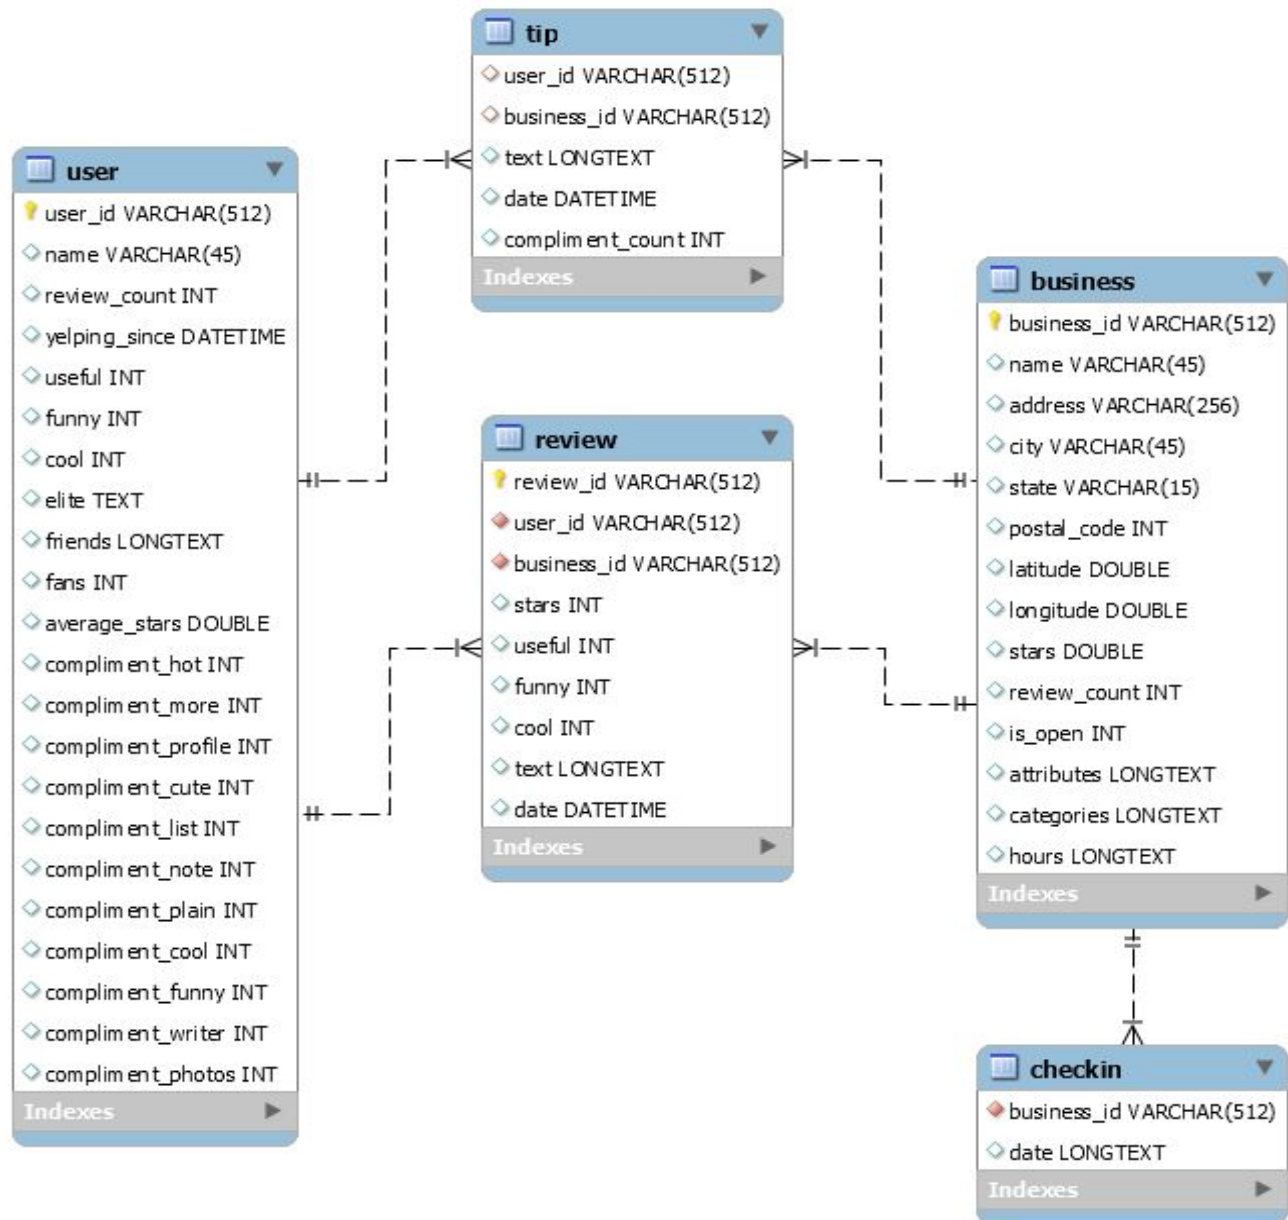 tip
user_id VARCHAR(512)
business_id VARCHAR(512)
text LONGTEXT
date DATETIME
compliment_count INT
Indexes
user
user_id VARCHAR(512)
name VARCHAR(45)
review_count INT
yelping_since DATETIME
useful INT
funny INT
cool INT
elite TEXT
friends LONGTEXT
fans INT
average_stars DOUBLE
compliment_hot INT
compliment_more INT
compliment_profile INT
compliment_cute INT
compliment_list INT
compliment_note INT
compliment_plain INT
compliment_cool INT
compliment_funny INT
compliment_writer INT
compliment_photos INT
Indexes
review
review_id VARCHAR(512)
user_id VARCHAR(512)
business_id VARCHAR(512)
stars INT
useful INT
funny INT
cool INT
text LONGTEXT
date DATETIME
Indexes
business
business_id VARCHAR(512)
name VARCHAR(45)
address VARCHAR(256)
city VARCHAR(45)
state VARCHAR(15)
postal_code INT
latitude DOUBLE
longitude DOUBLE
stars DOUBLE
review_count INT
is_open INT
attributes LONGTEXT
categories LONGTEXT
hours LONGTEXT
Indexes
checkin
business_id VARCHAR(512)
date LONGTEXT
Indexes